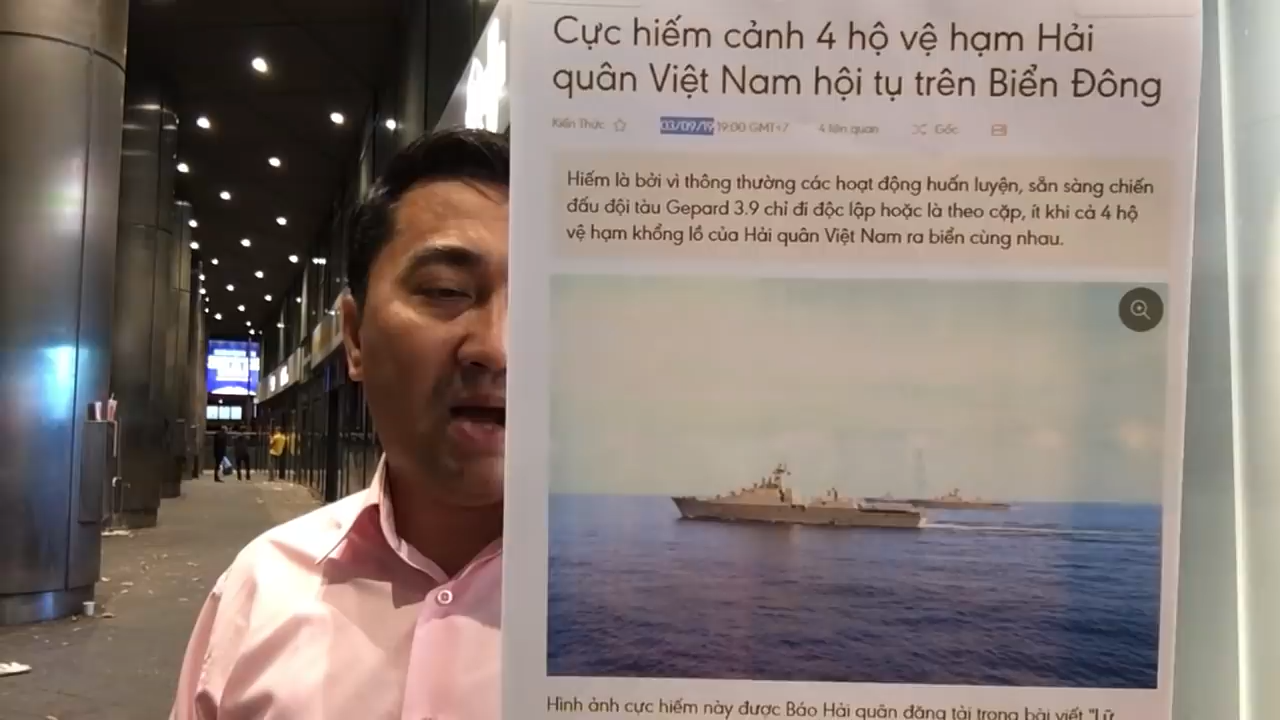 Cực hiếm cảnh 4 hộ vệ hạm Hải
quân Việt Nam hội tụ trên Biển Đông
Kiến Thức 03/09/19 19:00 GMT+7 4 liên quan Gốc
Hiếm là bởi vì thông thường các hoạt động huấn luyện, sẵn sàng chiến
đấu đội tàu Gepard 3.9 chỉ đi độc lập hoặc là theo cặp, ít khi cả 4 hộ
vệ hạm khổng lồ của Hải quân Việt Nam ra biển cùng nhau.
Hình ảnh cực hiếm này được Báo Hải quân đăng tải trong bài viết "Lữ